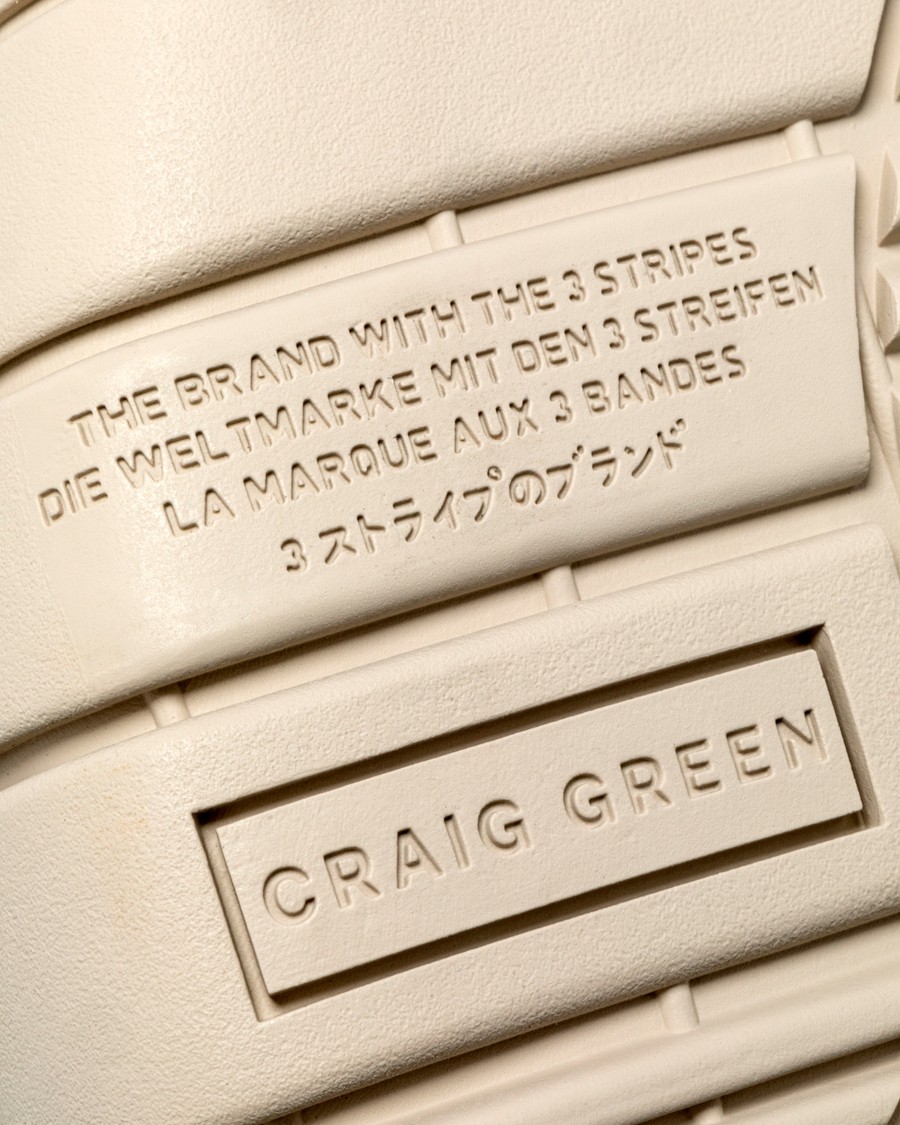 THE BRAND WITH THE 3 STRIPES
DIE WELTMARKE MIT DEN 3 STREIFEN
LA MARQUE AUX 3 BANDES
3 ストライプのブランド
CRAIG GREEN